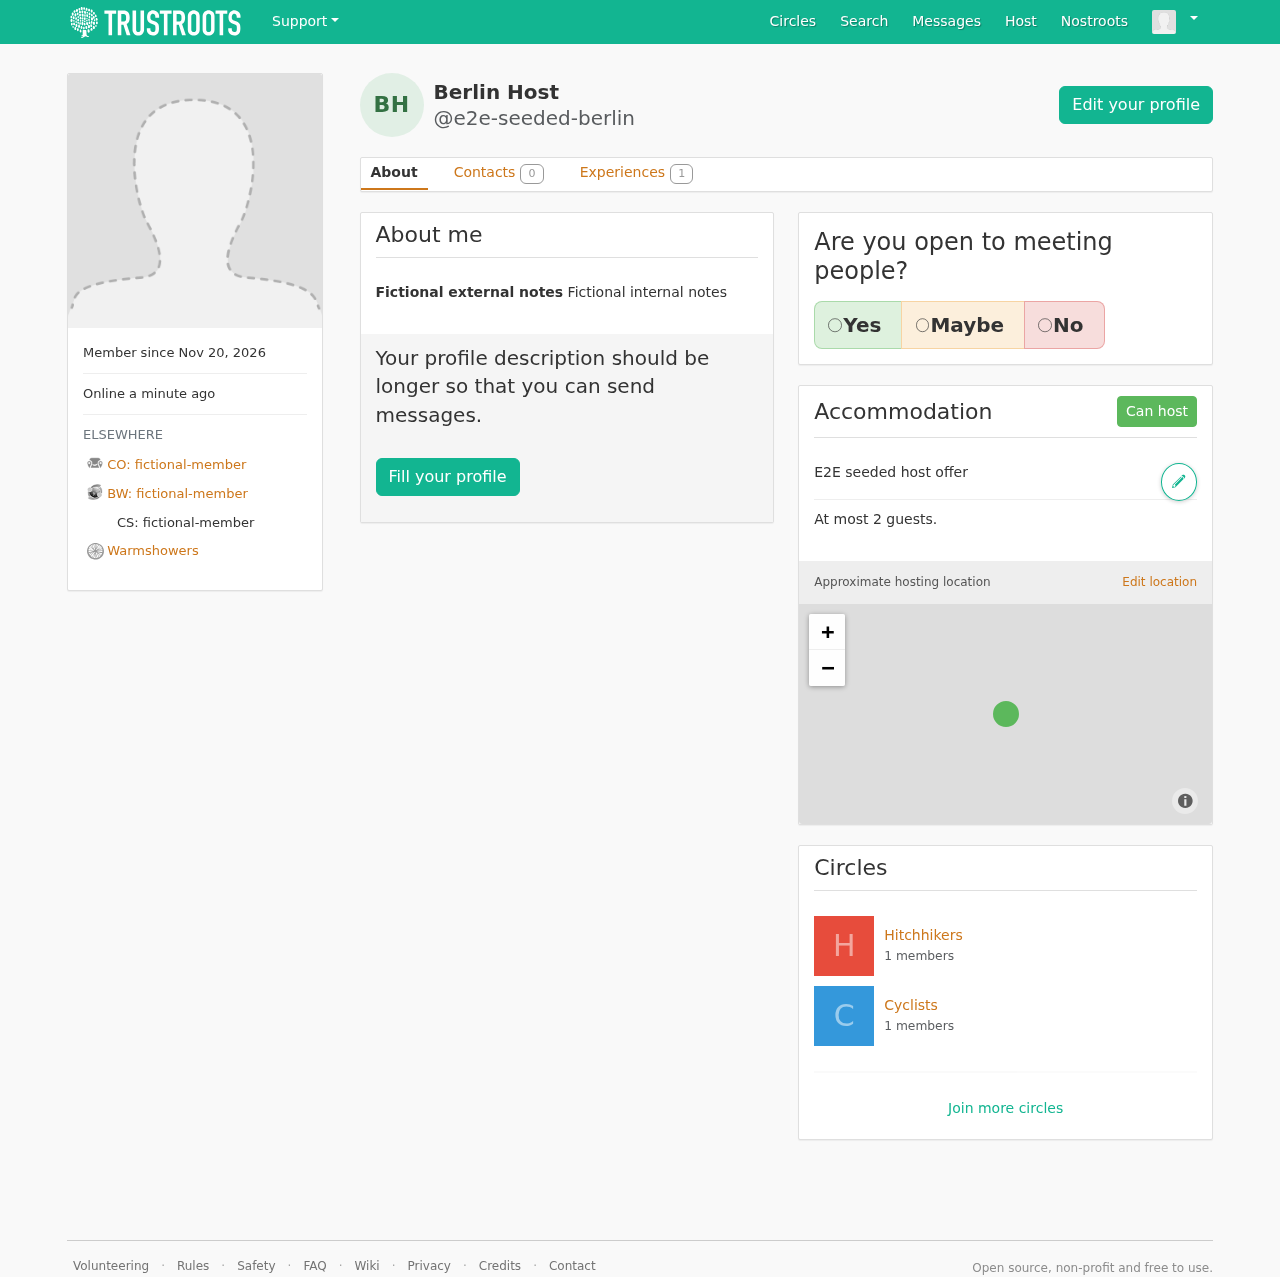 TRUSTROOTS
Support
Circles
Search
Messages
Host
Nostroots
BH
Berlin Host
@e2e-seeded-berlin
Edit your profile
About
Contacts 0
Experiences 1
Member since Nov 20, 2026
Online a minute ago
ELSEWHERE
CO: fictional-member
BW: fictional-member
CS: fictional-member
Warmshowers
About me
Fictional external notes Fictional internal notes
Your profile description should be
longer so that you can send
messages.
Fill your profile
Are you open to meeting
people?
Yes
Maybe
No
Accommodation
Can host
E2E seeded host offer
At most 2 guests.
Approximate hosting location
Edit location
+
−
Circles
H
Hitchhikers
1 members
C
Cyclists
1 members
Join more circles
Volunteering · Rules · Safety · FAQ · Wiki · Privacy · Credits · Contact
Open source, non-profit and free to use.